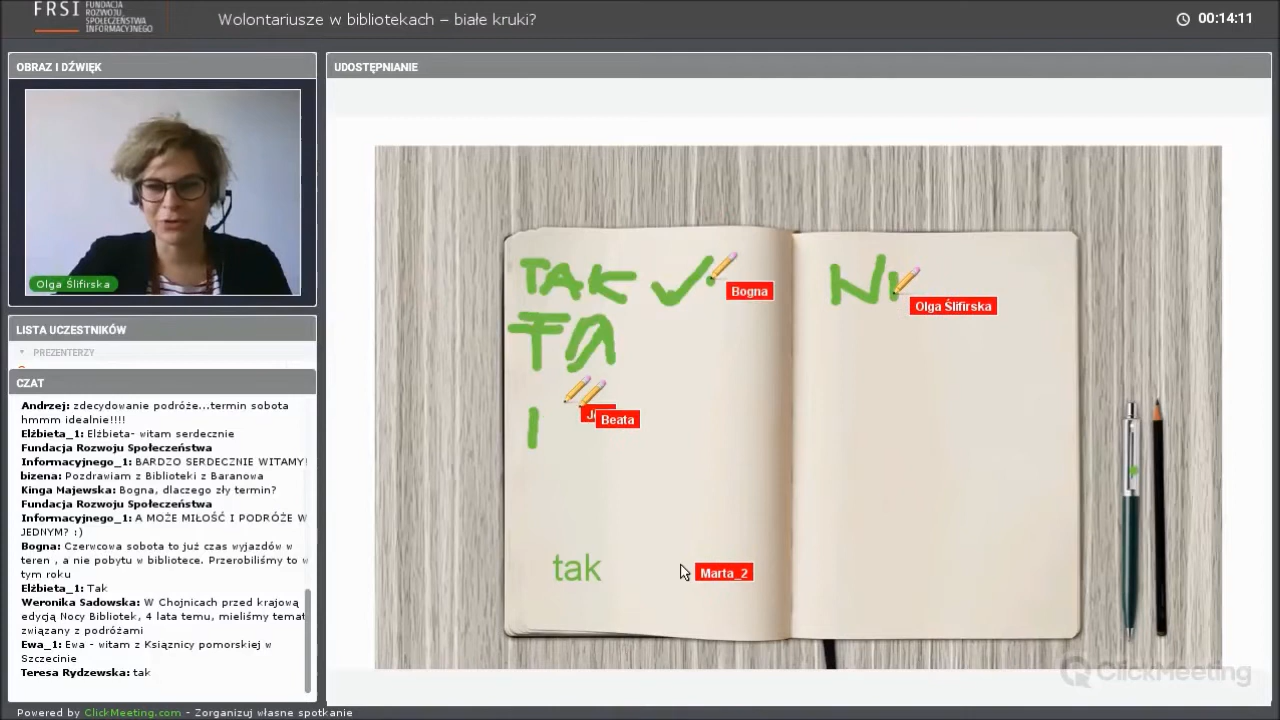 FRSI FUNDACJA
ROZWOJU
SPOŁECZEŃSTWA
INFORMACYJNEGO
Wolontariusze w bibliotekach – białe kruki?
00:14:11
OBRAZ I DŹWIĘK
Olga Ślifirska
LISTA UCZESTNIKÓW
PREZENTERZY
CZAT
Andrzej: zdecydowanie podróże...termin sobota
hmmm idealnie!!!!
Elżbieta_1: Elżbieta- witam serdecznie
Fundacja Rozwoju Społeczeństwa
Informacyjnego_1: BARDZO SERDECZNIE WITAMY!
bizena: Pozdrawiam z Biblioteki z Baranowa
Kinga Majewska: Bogna, dlaczego zły termin?
Fundacja Rozwoju Społeczeństwa
Informacyjnego_1: A MOŻE MIŁOŚĆ I PODRÓŻE W
JEDNYM? :)
Bogna: Czerwcowa sobota to już czas wyjazdów w
teren , a nie pobytu w bibliotece. Przerobiliśmy to w
tym roku
Elżbieta_1: Tak
Weronika Sadowska: W Chojnicach przed krajową
edycją Nocy Bibliotek, 4 lata temu, mieliśmy temat
związany z podróżami
Ewa_1: Ewa - witam z Książnicy pomorskiej w
Szczecinie
Teresa Rydzewska: tak
UDOSTĘPNIANIE
TAK ✓
Bogna
NI
Olga Ślifirska
TA
Beata
I
tak
Marta_2
ClickMeeting
Powered by ClickMeeting.com - Zorganizuj własne spotkanie